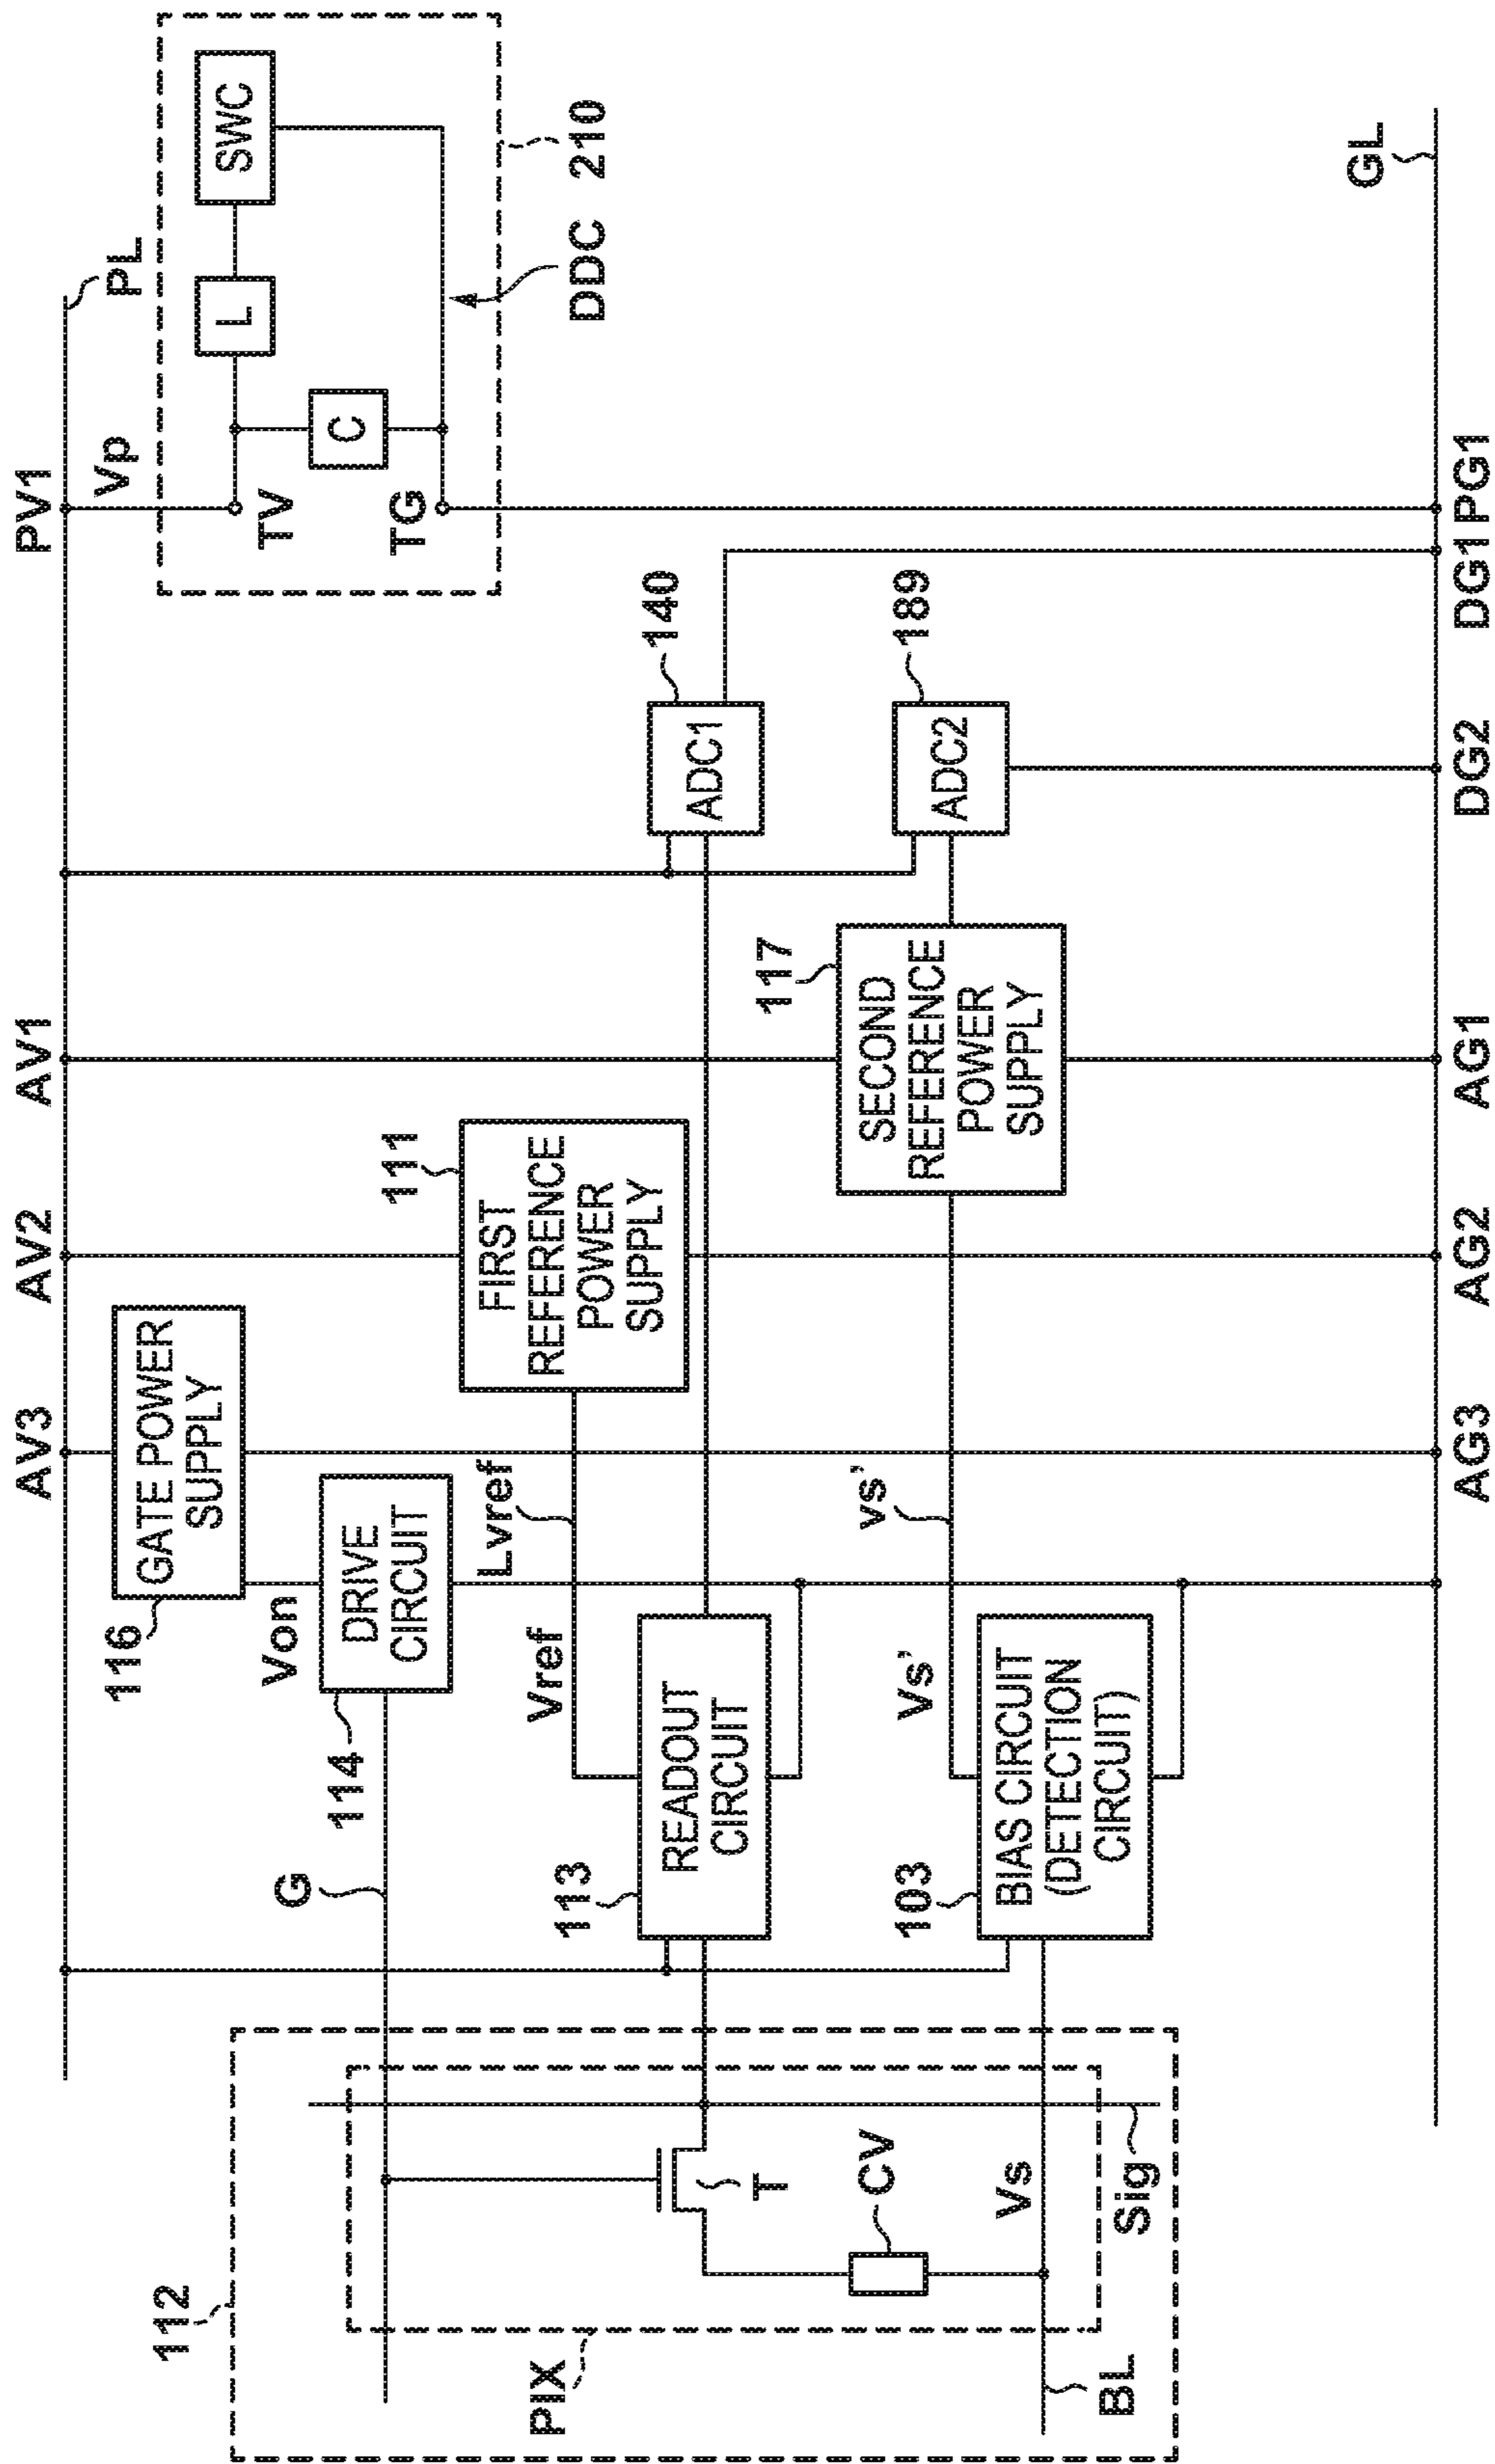 112
PIX
BL
Sig
Vs
CV
T
G
114
116
113
103
GATE POWER
SUPPLY
Von
DRIVE
CIRCUIT
Lvref
Vref
READOUT
CIRCUIT
vs'
Vs'
BIAS CIRCUIT
(DETECTION
CIRCUIT)
AV3
AV2
AV1
PV1
111
FIRST
REFERENCE
POWER
SUPPLY
117
SECOND
REFERENCE
POWER
SUPPLY
140
ADC1
189
ADC2
Vp
PL
TV
TG
C
L
SWC
DDC
210
GL
AG3
AG2
AG1
DG2
DG1
PG1